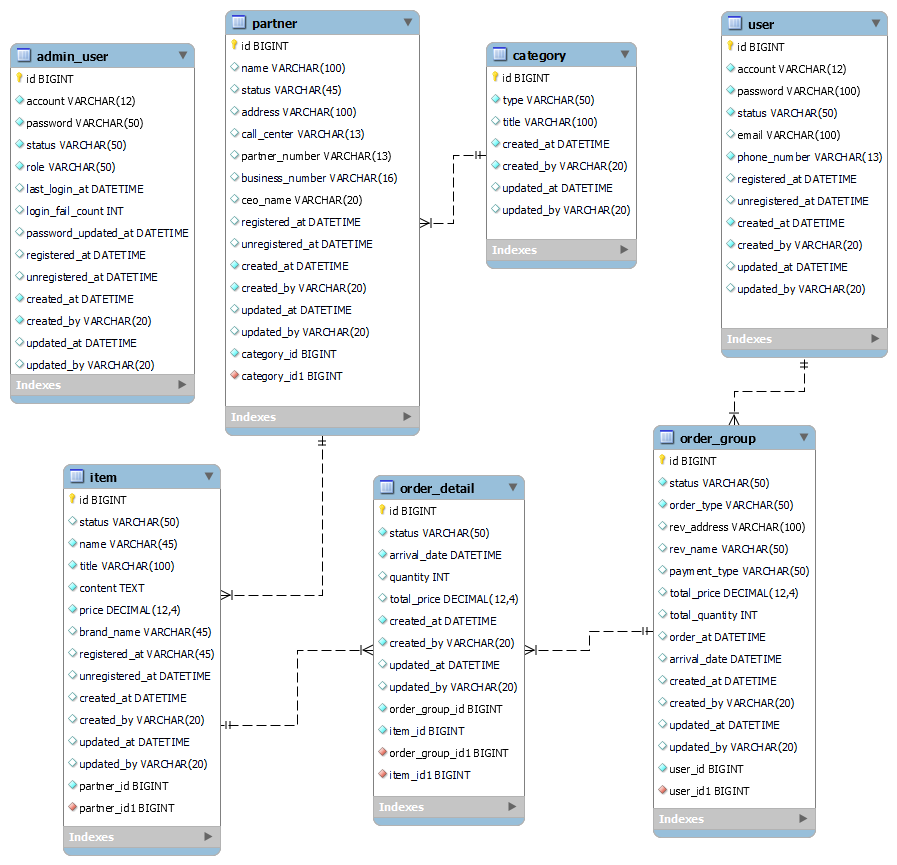 admin_user
id BIGINT
account VARCHAR(12)
password VARCHAR(50)
status VARCHAR(50)
role VARCHAR(50)
last_login_at DATETIME
login_fail_count INT
password_updated_at DATETIME
registered_at DATETIME
unregistered_at DATETIME
created_at DATETIME
created_by VARCHAR(20)
updated_at DATETIME
updated_by VARCHAR(20)
Indexes
partner
id BIGINT
name VARCHAR(100)
status VARCHAR(45)
address VARCHAR(100)
call_center VARCHAR(13)
partner_number VARCHAR(13)
business_number VARCHAR(16)
ceo_name VARCHAR(20)
registered_at DATETIME
unregistered_at DATETIME
created_at DATETIME
created_by VARCHAR(20)
updated_at DATETIME
updated_by VARCHAR(20)
category_id BIGINT
category_id1 BIGINT
Indexes
category
id BIGINT
type VARCHAR(50)
title VARCHAR(100)
created_at DATETIME
created_by VARCHAR(20)
updated_at DATETIME
updated_by VARCHAR(20)
Indexes
user
id BIGINT
account VARCHAR(12)
password VARCHAR(100)
status VARCHAR(50)
email VARCHAR(100)
phone_number VARCHAR(13)
registered_at DATETIME
unregistered_at DATETIME
created_at DATETIME
created_by VARCHAR(20)
updated_at DATETIME
updated_by VARCHAR(20)
Indexes
item
id BIGINT
status VARCHAR(50)
name VARCHAR(45)
title VARCHAR(100)
content TEXT
price DECIMAL(12,4)
brand_name VARCHAR(45)
registered_at VARCHAR(45)
unregistered_at DATETIME
created_at DATETIME
created_by VARCHAR(20)
updated_at DATETIME
updated_by VARCHAR(20)
partner_id BIGINT
partner_id1 BIGINT
Indexes
order_detail
id BIGINT
status VARCHAR(50)
arrival_date DATETIME
quantity INT
total_price DECIMAL(12,4)
created_at DATETIME
created_by VARCHAR(20)
updated_at DATETIME
updated_by VARCHAR(20)
order_group_id BIGINT
item_id BIGINT
order_group_id1 BIGINT
item_id1 BIGINT
Indexes
order_group
id BIGINT
status VARCHAR(50)
order_type VARCHAR(50)
rev_address VARCHAR(100)
rev_name VARCHAR(50)
payment_type VARCHAR(50)
total_price DECIMAL(12,4)
total_quantity INT
order_at DATETIME
arrival_date DATETIME
created_at DATETIME
created_by VARCHAR(20)
updated_at DATETIME
updated_by VARCHAR(20)
user_id BIGINT
user_id1 BIGINT
Indexes